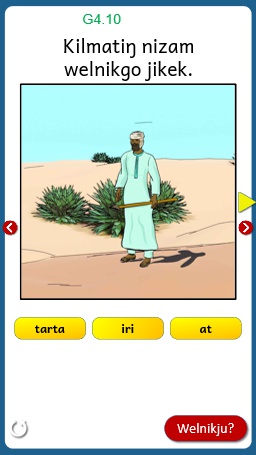 G4.10
Kilmatiŋ nizam
welnikgo jikek.
tarta
iri
at
Welnikju?